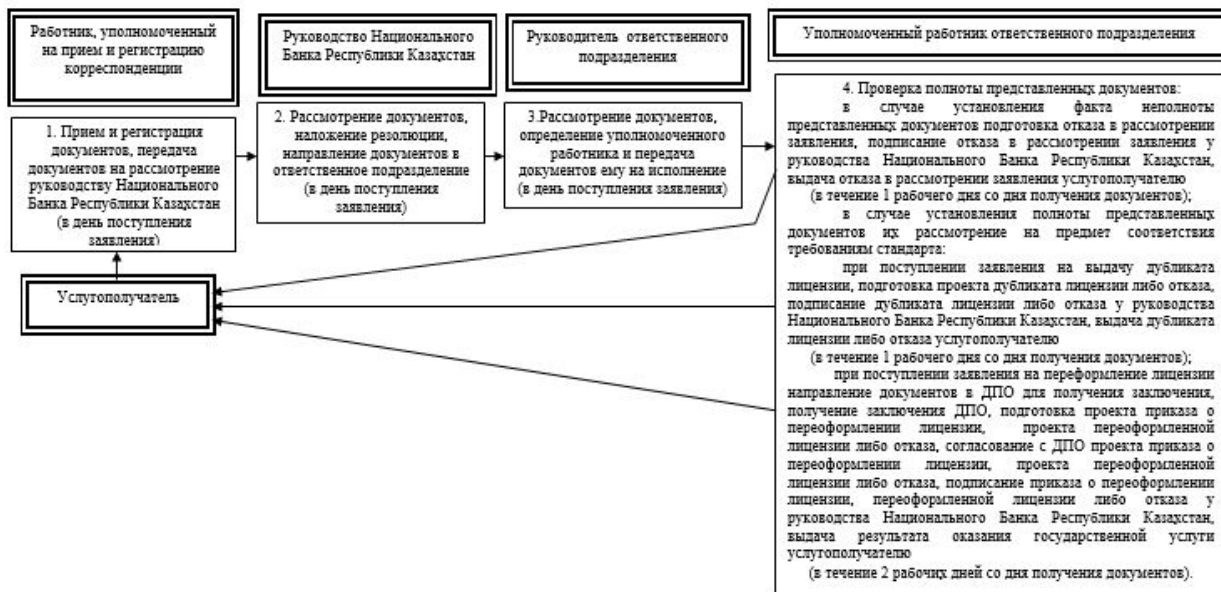 Работник, уполномоченный
на прием и регистрацию
корреспонденции
Руководство Национального
Банка Республики Казахстан
Руководитель ответственного
подразделения
Уполномоченный работник ответственного подразделения
1. Прием и регистрация
документов, передача
документов на рассмотрение
руководству Национального
Банка Республики Казахстан
(в день поступления
заявления)
2. Рассмотрение документов,
наложение резолюции,
направление документов в
ответственное подразделение
(в день поступления
заявления)
3.Рассмотрение документов,
определение уполномоченного
работника и передача
документов ему на исполнение
(в день поступления заявления)
4. Проверка полноты представленных документов:
в случае установления факта неполноты
представленных документов подготовка отказа в рассмотрении
заявления, подписание отказа в рассмотрении заявления у
руководства Национального Банка Республики Казахстан,
выдача отказа в рассмотрении заявления услугополучателю
(в течение 1 рабочего дня со дня получения документов);
в случае установления полноты представленных
документов их рассмотрение на предмет соответствия
требованиям стандарта:
при поступлении заявления на выдачу дубликата
лицензии, подготовка проекта дубликата лицензии либо отказа,
подписание дубликата лицензии либо отказа у руководства
Национального Банка Республики Казахстан, выдача дубликата
лицензии либо отказа услугополучателю
(в течение 1 рабочего дня со дня получения документов);
при поступлении заявления на переформление лицензии
направление документов в ДПО для получения заключения,
получение заключения ДПО, подготовка проекта приказа о
переоформлении лицензии, проекта переоформленной
лицензии либо отказа, согласование с ДПО проекта приказа о
переоформлении лицензии, проекта переоформленной
лицензии либо отказа, подписание приказа о переоформлении
лицензии, переоформленной лицензии либо отказа у
руководства Национального Банка Республики Казахстан,
выдача результата оказания государственной услуги
услугополучателю
(в течение 2 рабочих дней со дня получения документов).
Услугополучатель